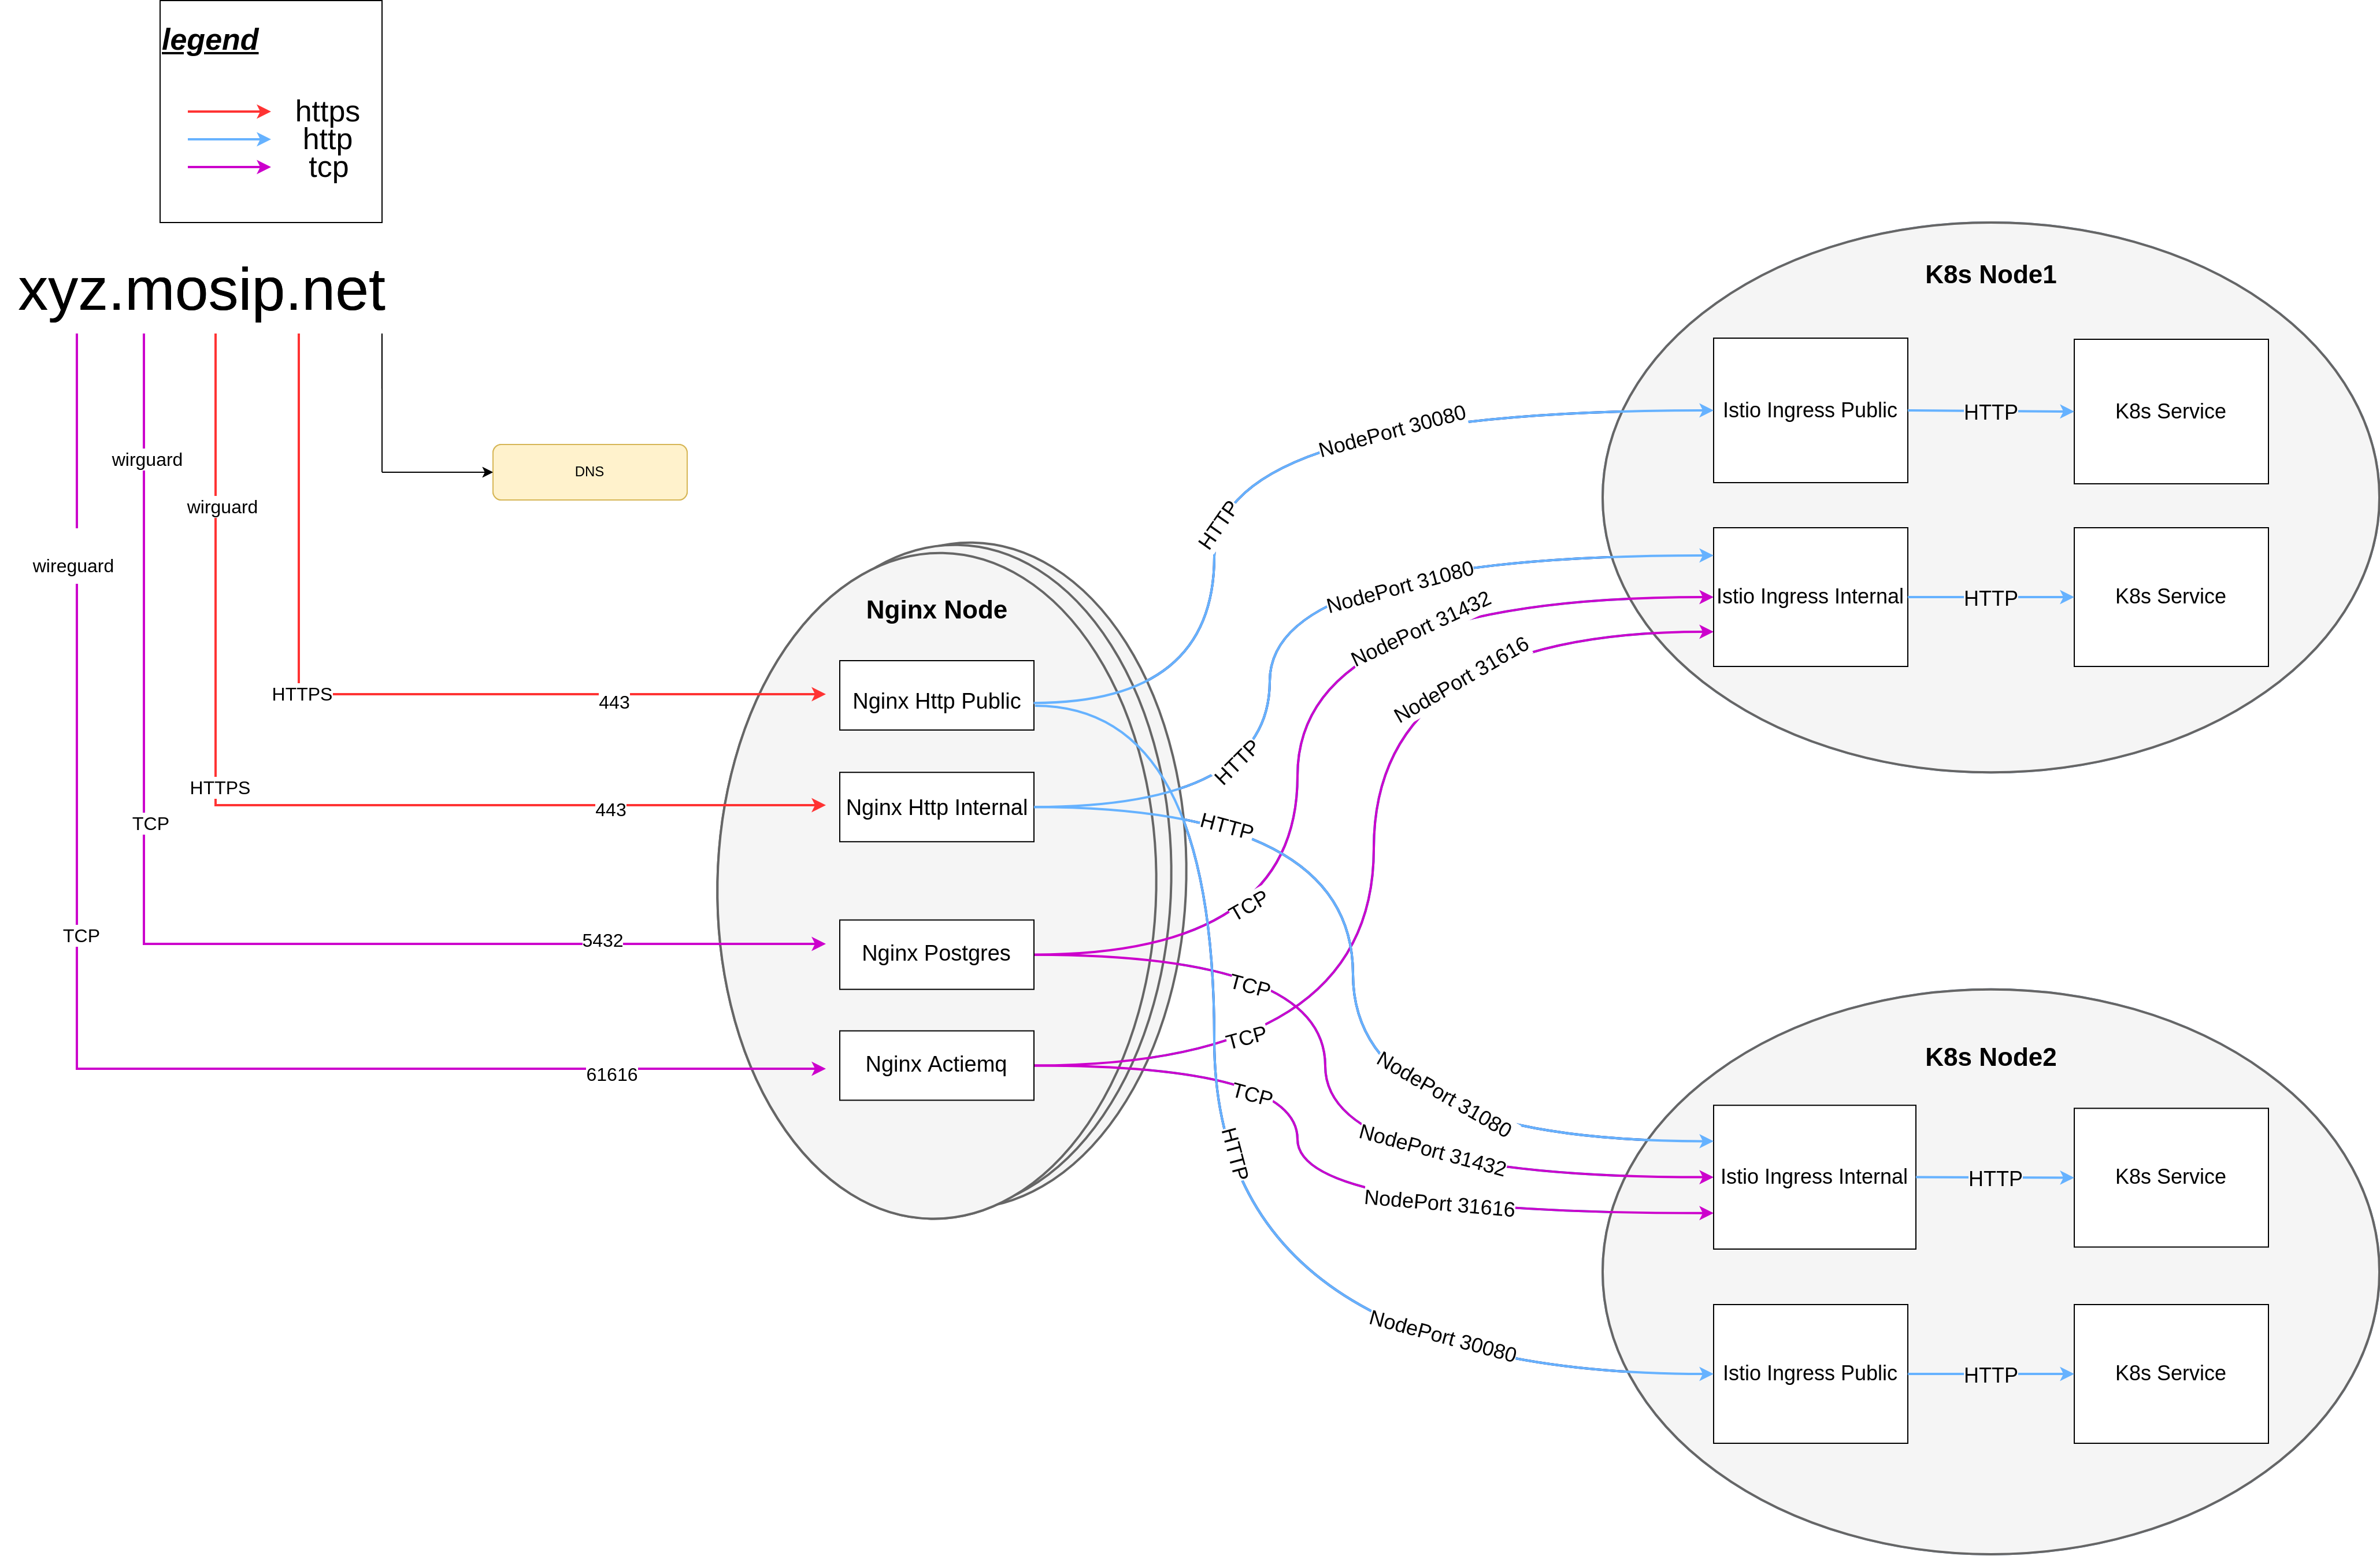 legend
https
http
tcp
xyz.mosip.net
wirguard
wirguard
wireguard
DNS
HTTPS
443
HTTPS
443
TCP
5432
TCP
61616
Nginx Node
Nginx Http Public
Nginx Http Internal
Nginx Postgres
Nginx Actiemq
HTTP
NodePort 30080
HTTP
NodePort 31080
TCP
NodePort 31432
TCP
NodePort 31616
HTTP
NodePort 31080
TCP
NodePort 31432
TCP
NodePort 31616
HTTP
NodePort 30080
K8s Node1
Istio Ingress Public
HTTP
K8s Service
Istio Ingress Internal
HTTP
K8s Service
K8s Node2
Istio Ingress Internal
HTTP
K8s Service
Istio Ingress Public
HTTP
K8s Service